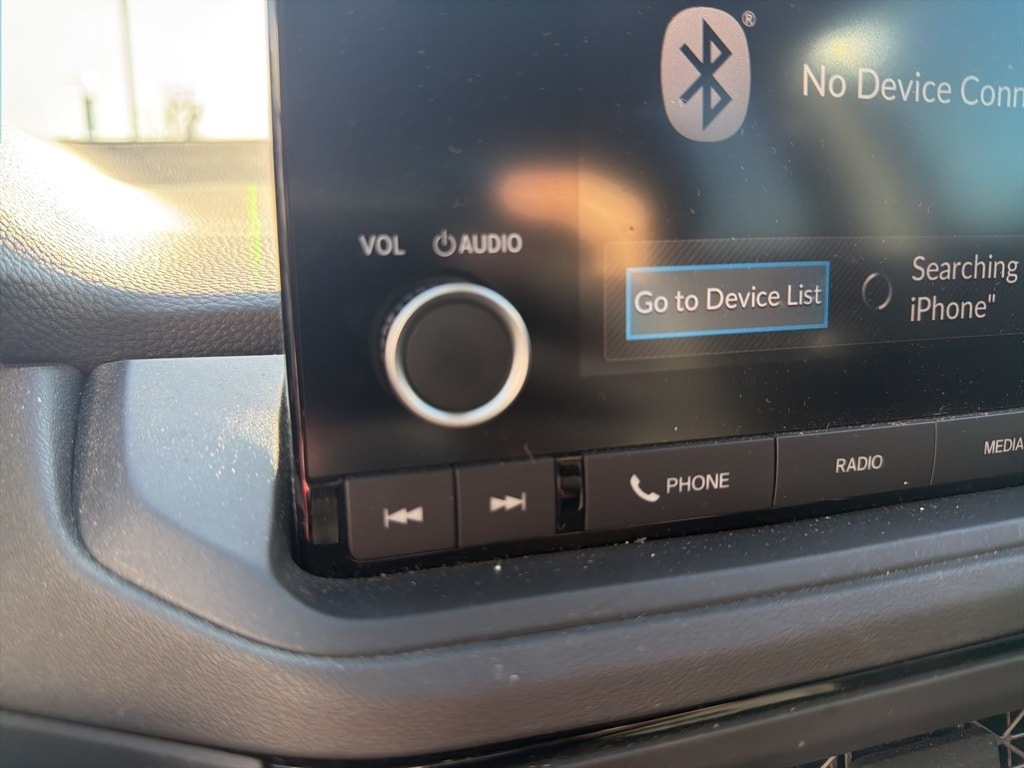 ®
No Device Conn
VOL AUDIO
Go to Device List
Searching
iPhone"
PHONE
RADIO
MEDIA